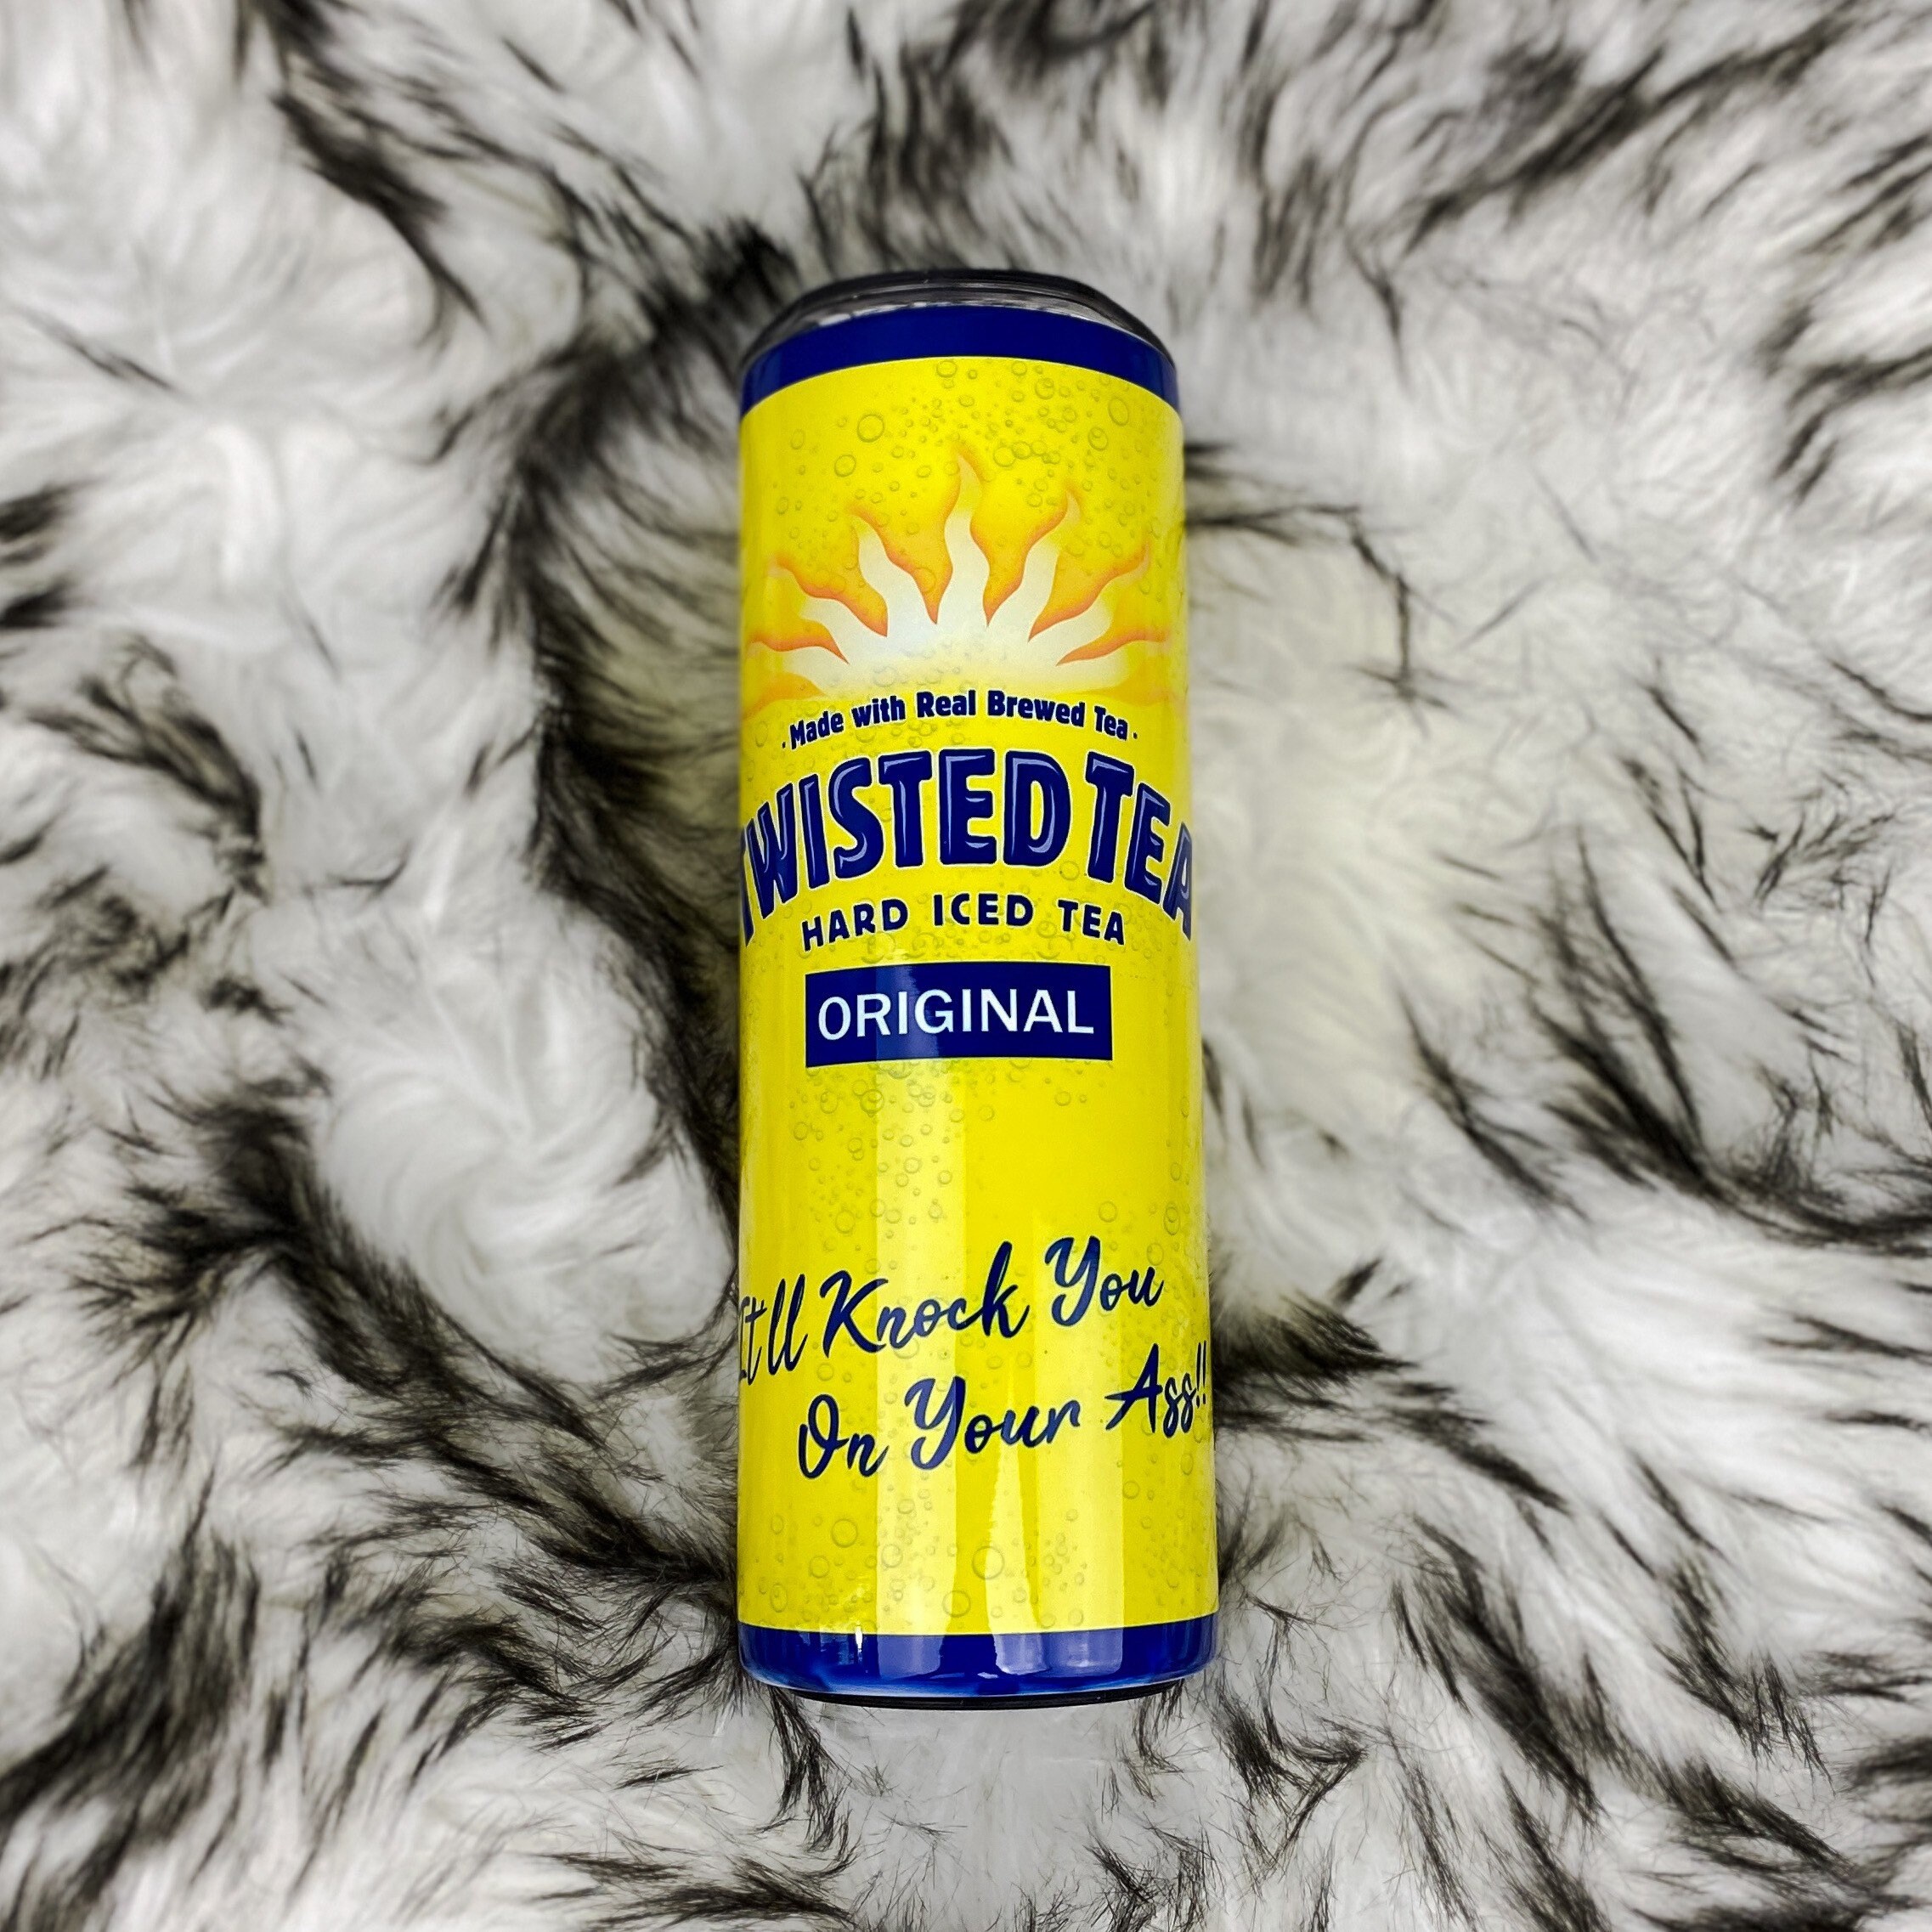 · Made with Real Brewed Tea ·
TWISTED TEA
HARD ICED TEA
ORIGINAL
It'll Knock You
On Your Ass!!